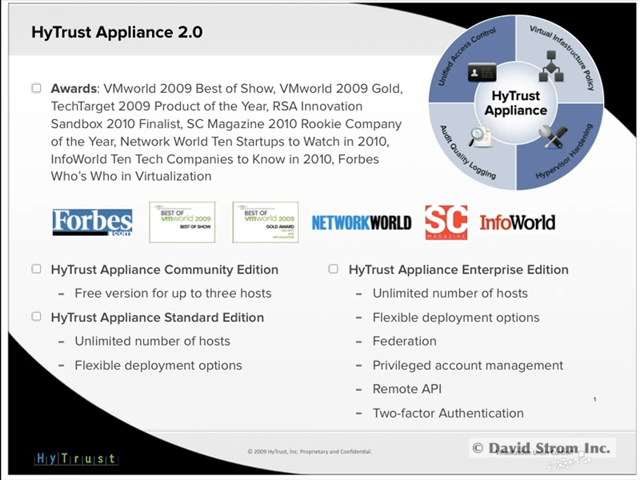 HyTrust Appliance 2.0
Unified Access Control
Virtual Infrastructure Policy
HyTrust
Appliance
Audit Quality Logging
Hypervisor Hardening
Awards: VMworld 2009 Best of Show, VMworld 2009 Gold,
TechTarget 2009 Product of the Year, RSA Innovation
Sandbox 2010 Finalist, SC Magazine 2010 Rookie Company
of the Year, Network World Ten Startups to Watch in 2010,
InfoWorld Ten Tech Companies to Know in 2010, Forbes
Who's Who in Virtualization
Forbes
.com
BEST OF
vmworld 2009
BEST OF SHOW
BEST OF
vmworld 2009
GOLD AWARD
NETWORKWORLD
SC
MAGAZINE
InfoWorld
HyTrust Appliance Community Edition
– Free version for up to three hosts
HyTrust Appliance Standard Edition
– Unlimited number of hosts
– Flexible deployment options
HyTrust Appliance Enterprise Edition
– Unlimited number of hosts
– Flexible deployment options
– Federation
– Privileged account management
– Remote API
– Two-factor Authentication
1
HyTrust
© 2009 HyTrust, Inc. Proprietary and Confidential.
© David Strom Inc.